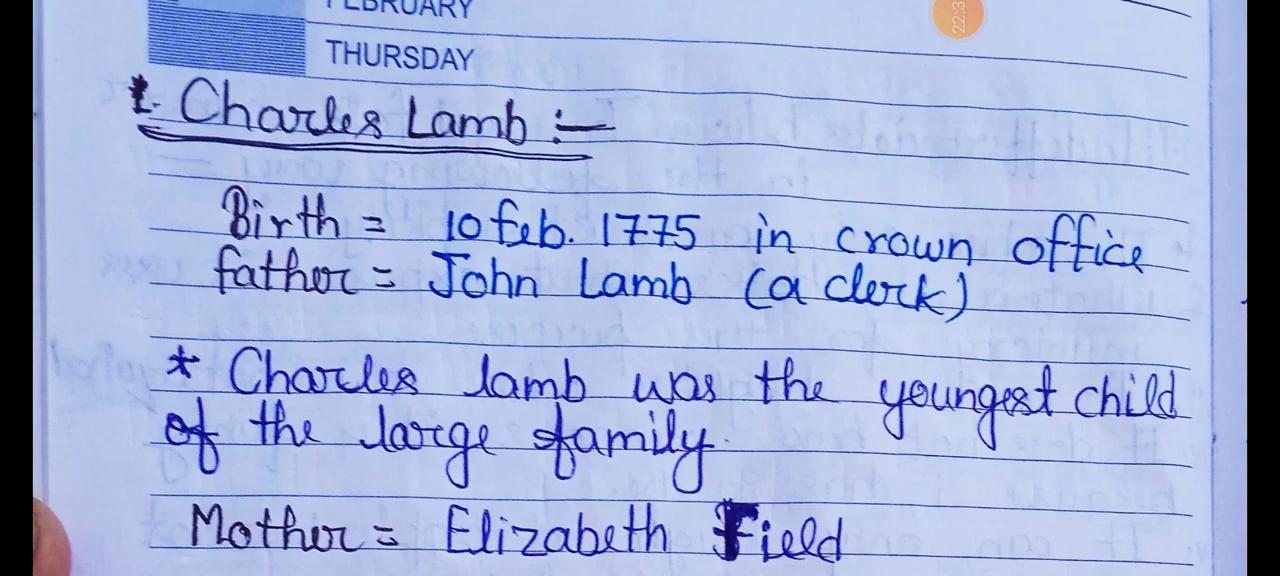 FEBRUARY
THURSDAY
1. Charles Lamb :-
Birth = 10 feb. 1775 in crown office
father = John Lamb (a clerk)
* Charles lamb was the youngest child
of the large family.
Mother = Elizabeth Field